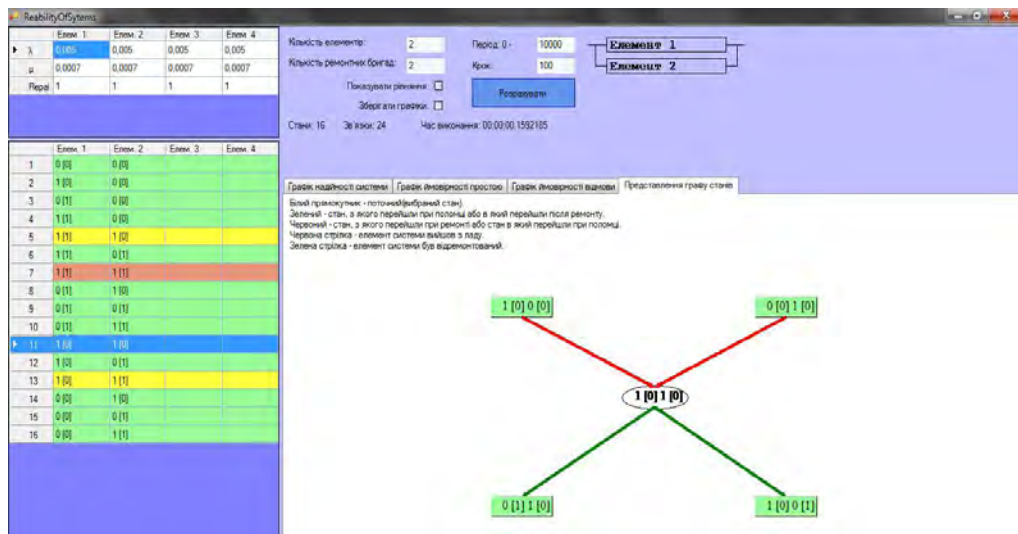 ReabilityOfSytems
Елем. 1 Елем. 2 Елем. 3 Елем. 4
λ 0,005 0,005 0,005 0,005
μ 0,0007 0,0007 0,0007 0,0007
Repai 1 1 1 1
Кількість елементів: 2 Період: 0 - 10000
Кількість ремонтних бригад: 2 Крок: 100
Показувати рівняння:
Зберігати графіки:
Розрахувати
Стани: 16 Зв'язки: 24 Час виконання: 00:00:00.1592185
Елемент 1
Елемент 2
Елем. 1 Елем. 2 Елем. 3 Елем. 4
1 0 [0] 0 [0]
2 1 [0] 0 [0]
3 0 [1] 0 [0]
4 1 [1] 0 [0]
5 1 [1] 1 [0]
6 1 [1] 0 [1]
7 1 [1] 1 [1]
8 0 [1] 1 [0]
9 0 [1] 0 [1]
10 0 [1] 1 [1]
11 1 [0] 1 [0]
12 1 [0] 0 [1]
13 1 [0] 1 [1]
14 0 [0] 1 [0]
15 0 [0] 0 [1]
16 0 [0] 1 [1]
Графік надійності системи Графік ймовірності простою Графік ймовірності відмови Представлення графу станів
Білий прямокутник - поточний(вибраний стан).
Зелений - стан, з якого перейшли при поломці або в який перейшли після ремонту.
Червоний - стан, з якого перейшли при ремонті або стан в який перейшли при поломці.
Червона стрілка - елемент системи вийшов з ладу.
Зелена стрілка - елемент системи був відремонтований.
1 [0] 0 [0] 0 [0] 1 [0]
1 [0] 1 [0]
0 [1] 1 [0] 1 [0] 0 [1]